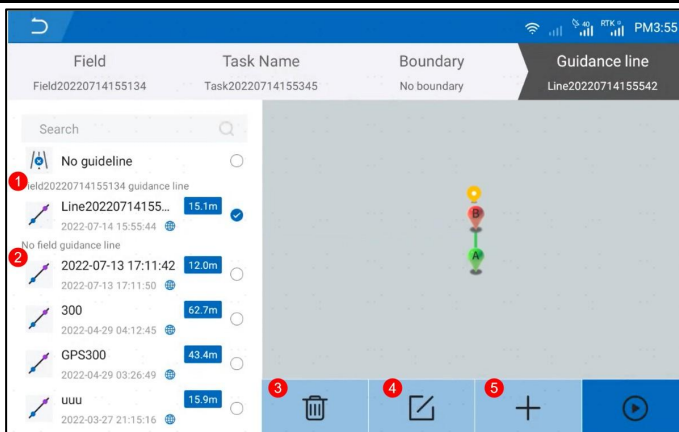 40 RTK PM3:55
Field Task Name Boundary Guidance line
Field20220714155134 Task20220714155345 No boundary Line20220714155542
Search
No guideline
1
ield20220714155134 guidance line
Line20220714155... 15.1m
2022-07-14 15:55:44
No field guidance line
2
2022-07-13 17:11:42 12.0m
2022-07-13 17:11:50
300 62.7m
2022-04-29 04:12:45
GPS300 43.4m
2022-04-29 03:26:49
uuu 15.9m
2022-03-27 21:15:16
B
A
3 4 5